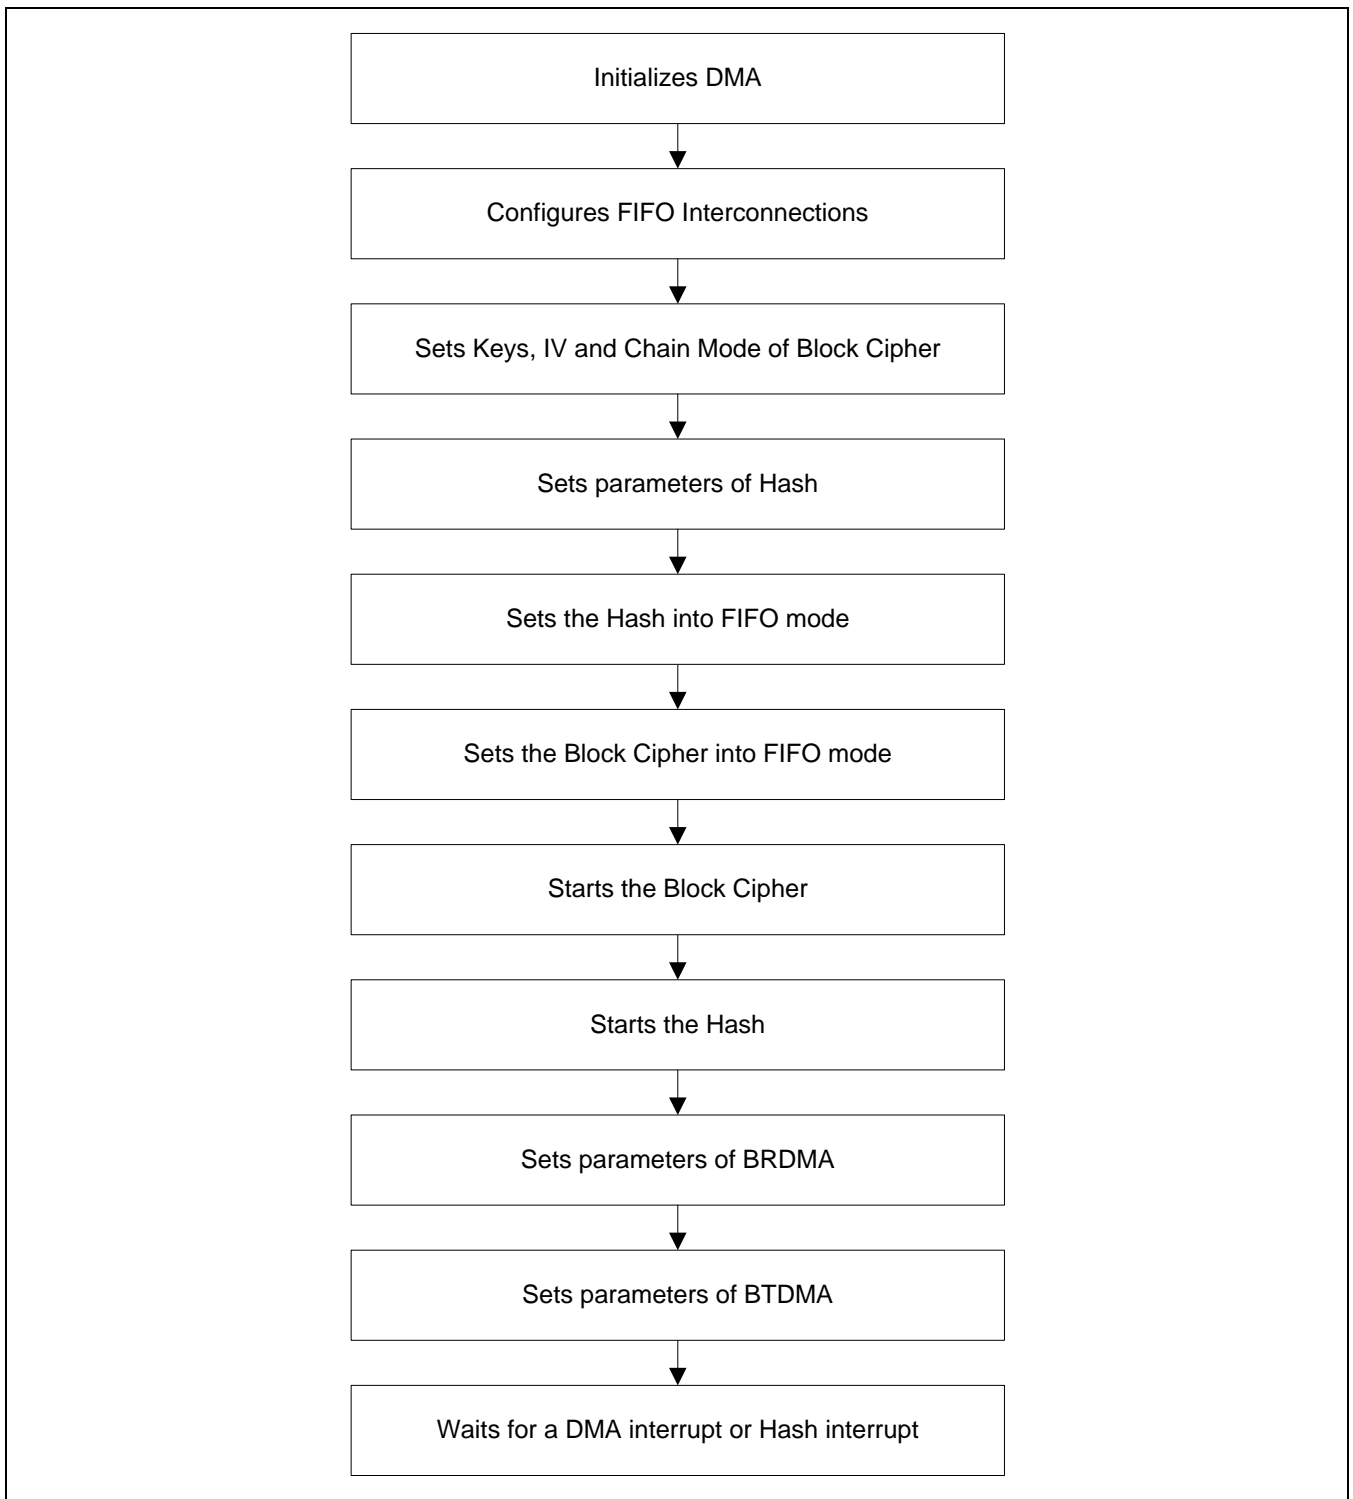 Initializes DMA
Configures FIFO Interconnections
Sets Keys, IV and Chain Mode of Block Cipher
Sets parameters of Hash
Sets the Hash into FIFO mode
Sets the Block Cipher into FIFO mode
Starts the Block Cipher
Starts the Hash
Sets parameters of BRDMA
Sets parameters of BTDMA
Waits for a DMA interrupt or Hash interrupt